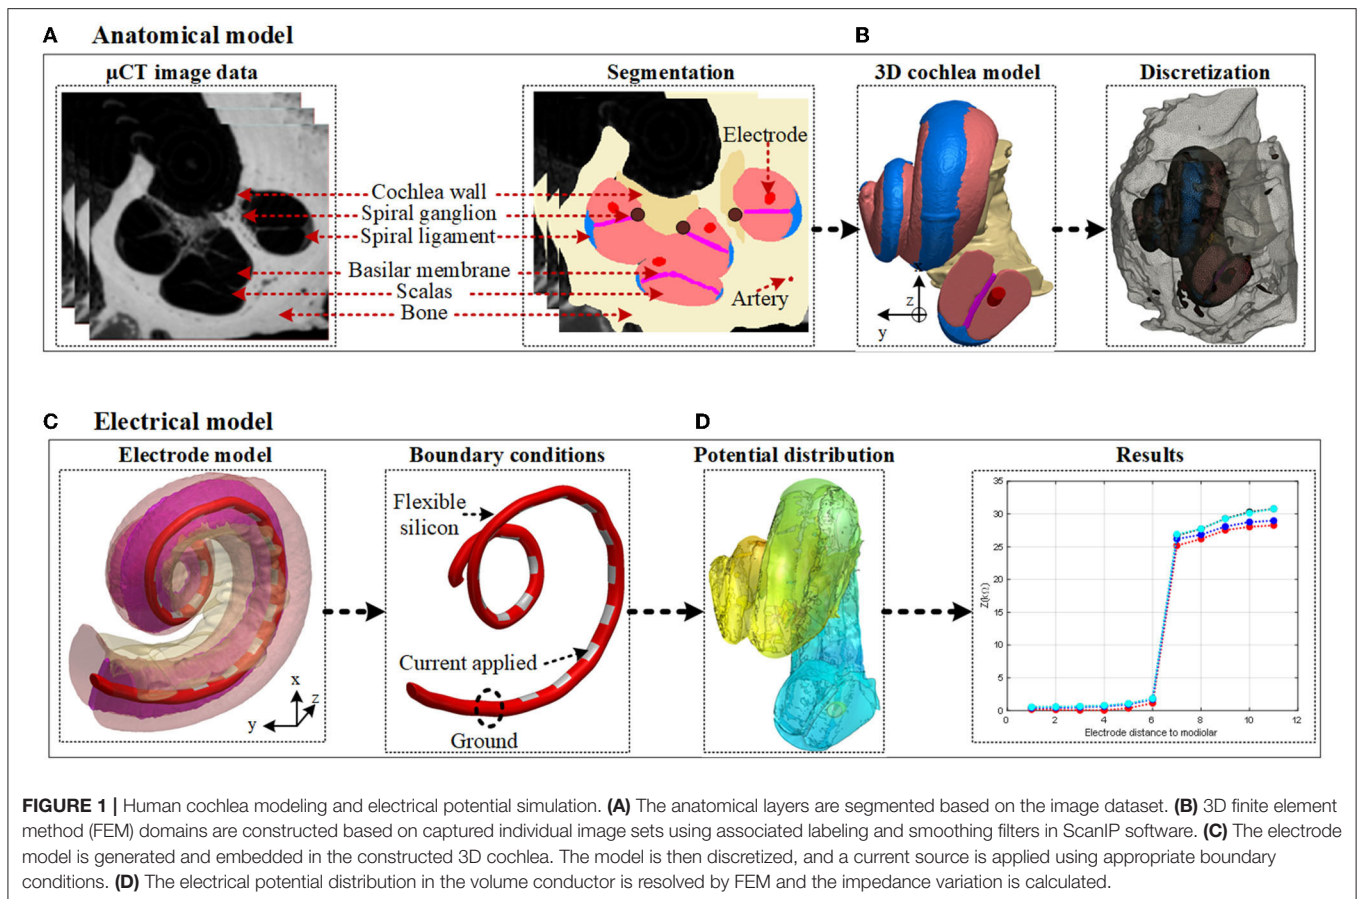 A Anatomical model
B
µCT image data
Segmentation
3D cochlea model
Discretization
Electrode
Cochlea wall
Spiral ganglion
Spiral ligament
Basilar membrane
Scalas
Bone
Artery
z
y
C Electrical model
D
Electrode model
Boundary conditions
Potential distribution
Results
x
z
y
Flexible
silicon
Current applied
Ground
35
30
25
20
15
10
5
0
Z(kΩ)
0 2 4 6 8 10 12
Electrode distance to modiolar
FIGURE 1 | Human cochlea modeling and electrical potential simulation. (A) The anatomical layers are segmented based on the image dataset. (B) 3D finite element
method (FEM) domains are constructed based on captured individual image sets using associated labeling and smoothing filters in ScanIP software. (C) The electrode
model is generated and embedded in the constructed 3D cochlea. The model is then discretized, and a current source is applied using appropriate boundary
conditions. (D) The electrical potential distribution in the volume conductor is resolved by FEM and the impedance variation is calculated.